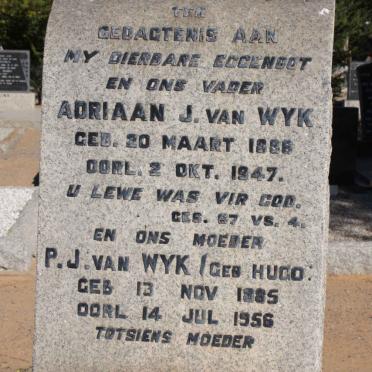 TER
GEDAGTENIS AAN
MY DIERBARE EGGENOOT
EN ONS VADER
ADRIAAN J. VAN WYK
GEB. 20 MAART 1886
OORL. 2 OKT. 1947.
U LEWE WAS VIR GOD.
GES. 67 VS. 4.
EN ONS MOEDER
P.J. VAN WYK (GEB HUGO)
GEB 13 NOV 1885
OORL 14 JUL 1956
TOTSIENS MOEDER